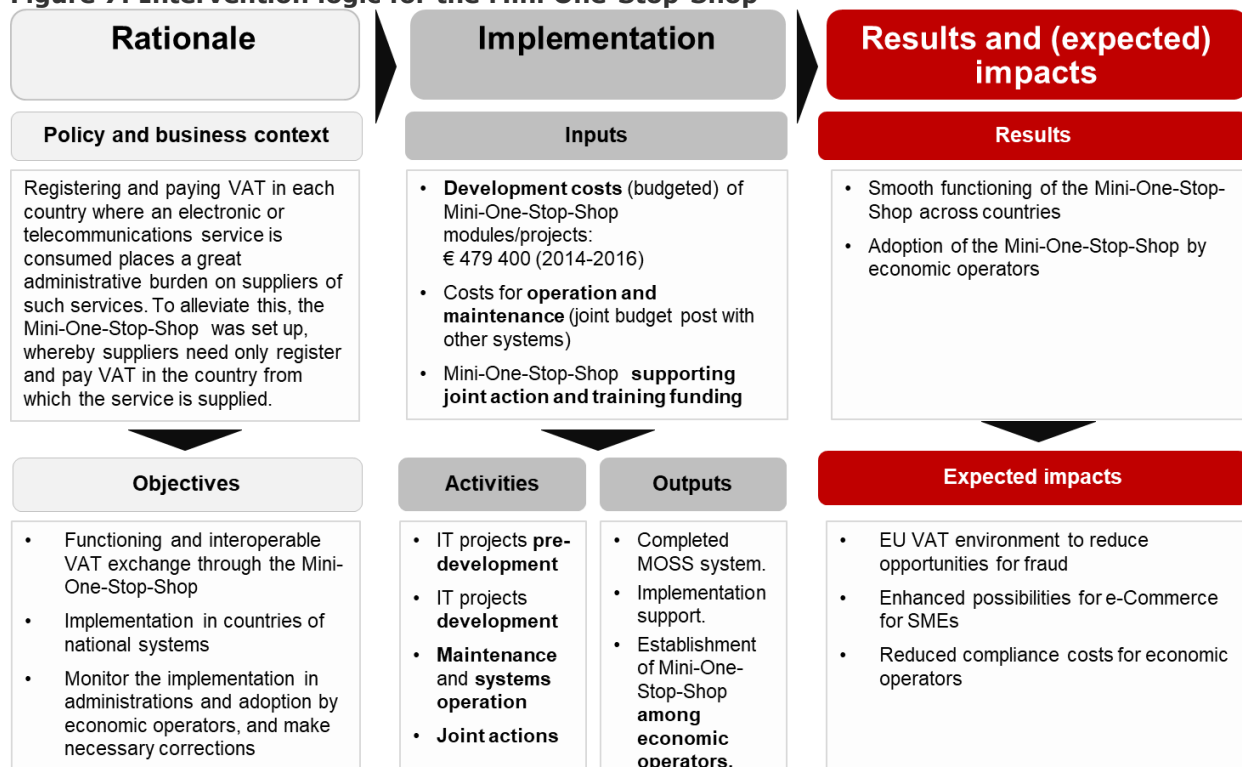 Figure 7: Intervention logic for the Mini-One-Stop-Shop
Rationale
Policy and business context
Registering and paying VAT in each
country where an electronic or
telecommunications service is
consumed places a great
administrative burden on suppliers of
such services. To alleviate this, the
Mini-One-Stop-Shop was set up,
whereby suppliers need only register
and pay VAT in the country from
which the service is supplied.
Objectives
• Functioning and interoperable
VAT exchange through the Mini-
One-Stop-Shop
• Implementation in countries of
national systems
• Monitor the implementation in
administrations and adoption by
economic operators, and make
necessary corrections
Implementation
Inputs
• Development costs (budgeted) of
Mini-One-Stop-Shop
modules/projects:
€ 479 400 (2014-2016)
• Costs for operation and
maintenance (joint budget post with
other systems)
• Mini-One-Stop-Shop supporting
joint action and training funding
Activities
• IT projects pre-
development
• IT projects
development
• Maintenance
and systems
operation
• Joint actions
Outputs
• Completed
MOSS system.
• Implementation
support.
• Establishment
of Mini-One-
Stop-Shop
among
economic
operators.
Results and (expected)
impacts
Results
• Smooth functioning of the Mini-One-Stop-
Shop across countries
• Adoption of the Mini-One-Stop-Shop by
economic operators
Expected impacts
• EU VAT environment to reduce
opportunities for fraud
• Enhanced possibilities for e-Commerce
for SMEs
• Reduced compliance costs for economic
operators